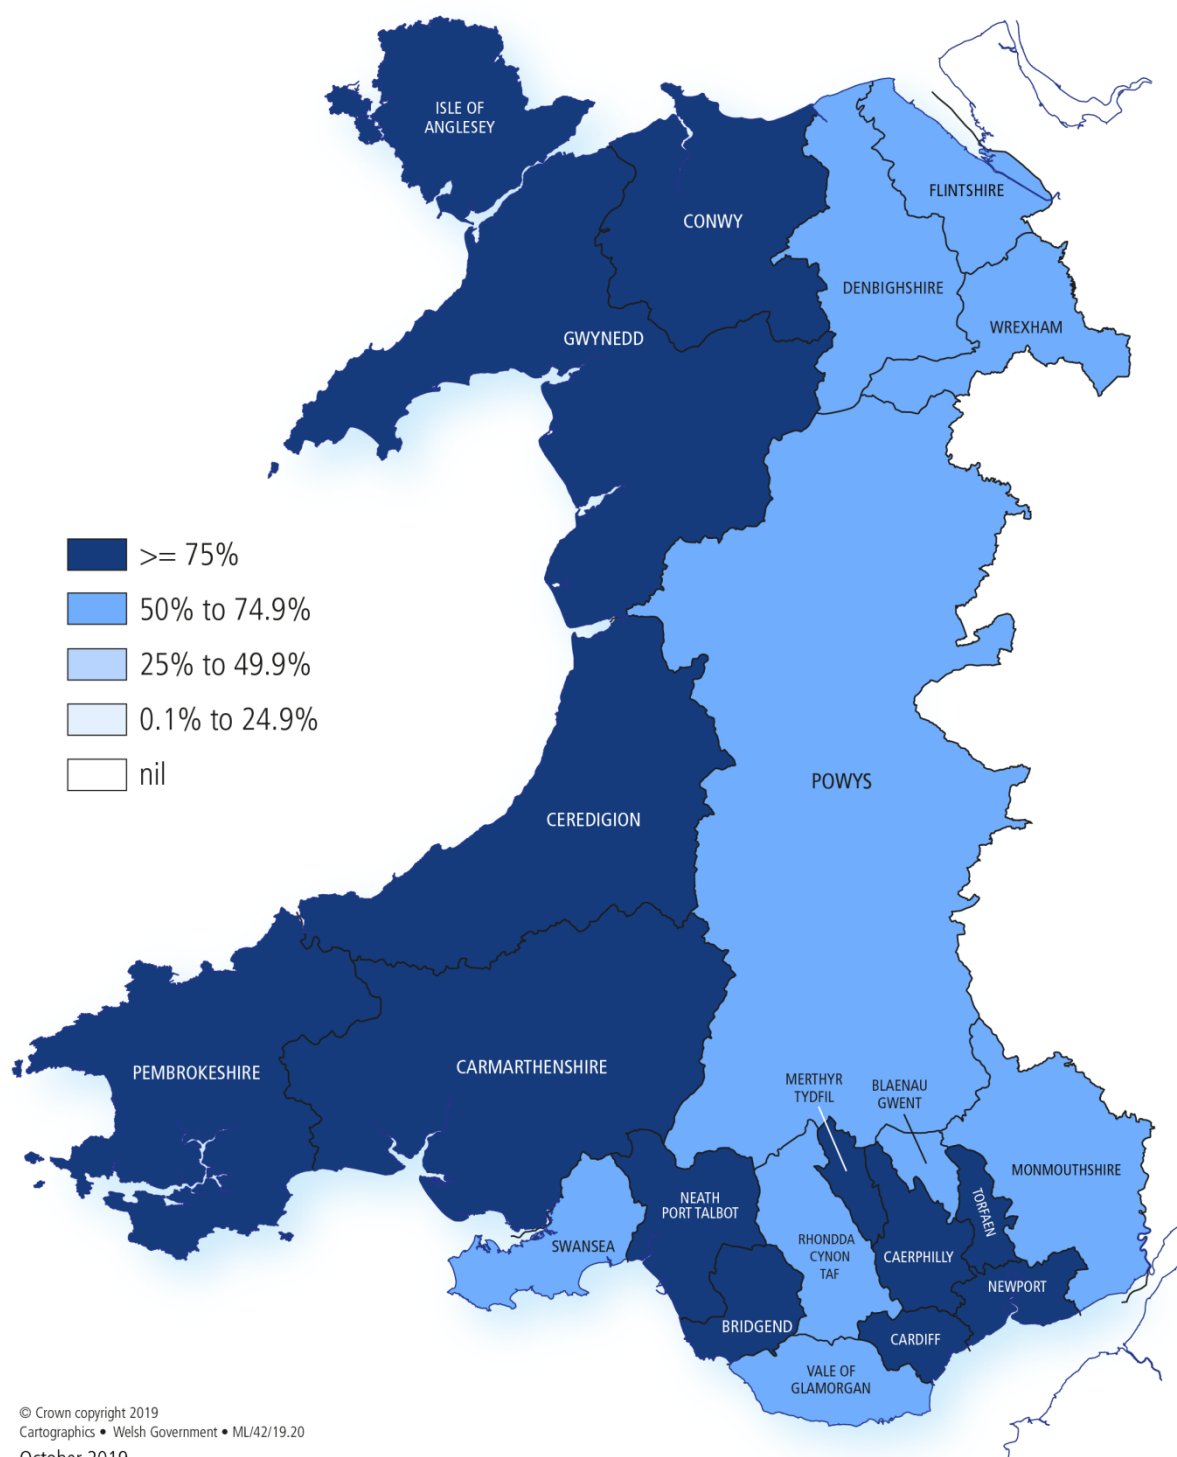 ISLE OF
ANGLESEY
CONWY
FLINTSHIRE
DENBIGHSHIRE
WREXHAM
GWYNEDD
>= 75%
50% to 74.9%
25% to 49.9%
0.1% to 24.9%
nil
POWYS
CEREDIGION
PEMBROKESHIRE
CARMARTHENSHIRE
MERTHYR
TYDFIL
BLAENAU
GWENT
MONMOUTHSHIRE
NEATH
PORT TALBOT
TORFAEN
SWANSEA
RHONDDA
CYNON
TAF
CAERPHILLY
NEWPORT
BRIDGEND
CARDIFF
VALE OF
GLAMORGAN
© Crown copyright 2019
Cartographics • Welsh Government • ML/42/19.20
October 2019